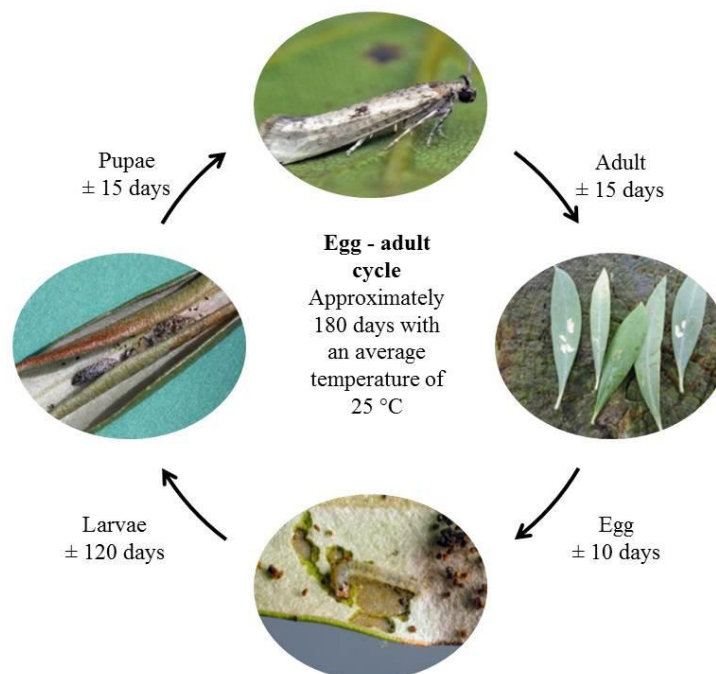 Pupae
± 15 days
Adult
± 15 days
Egg - adult
cycle
Approximately
180 days with
an average
temperature of
25 °C
Larvae
± 120 days
Egg
± 10 days